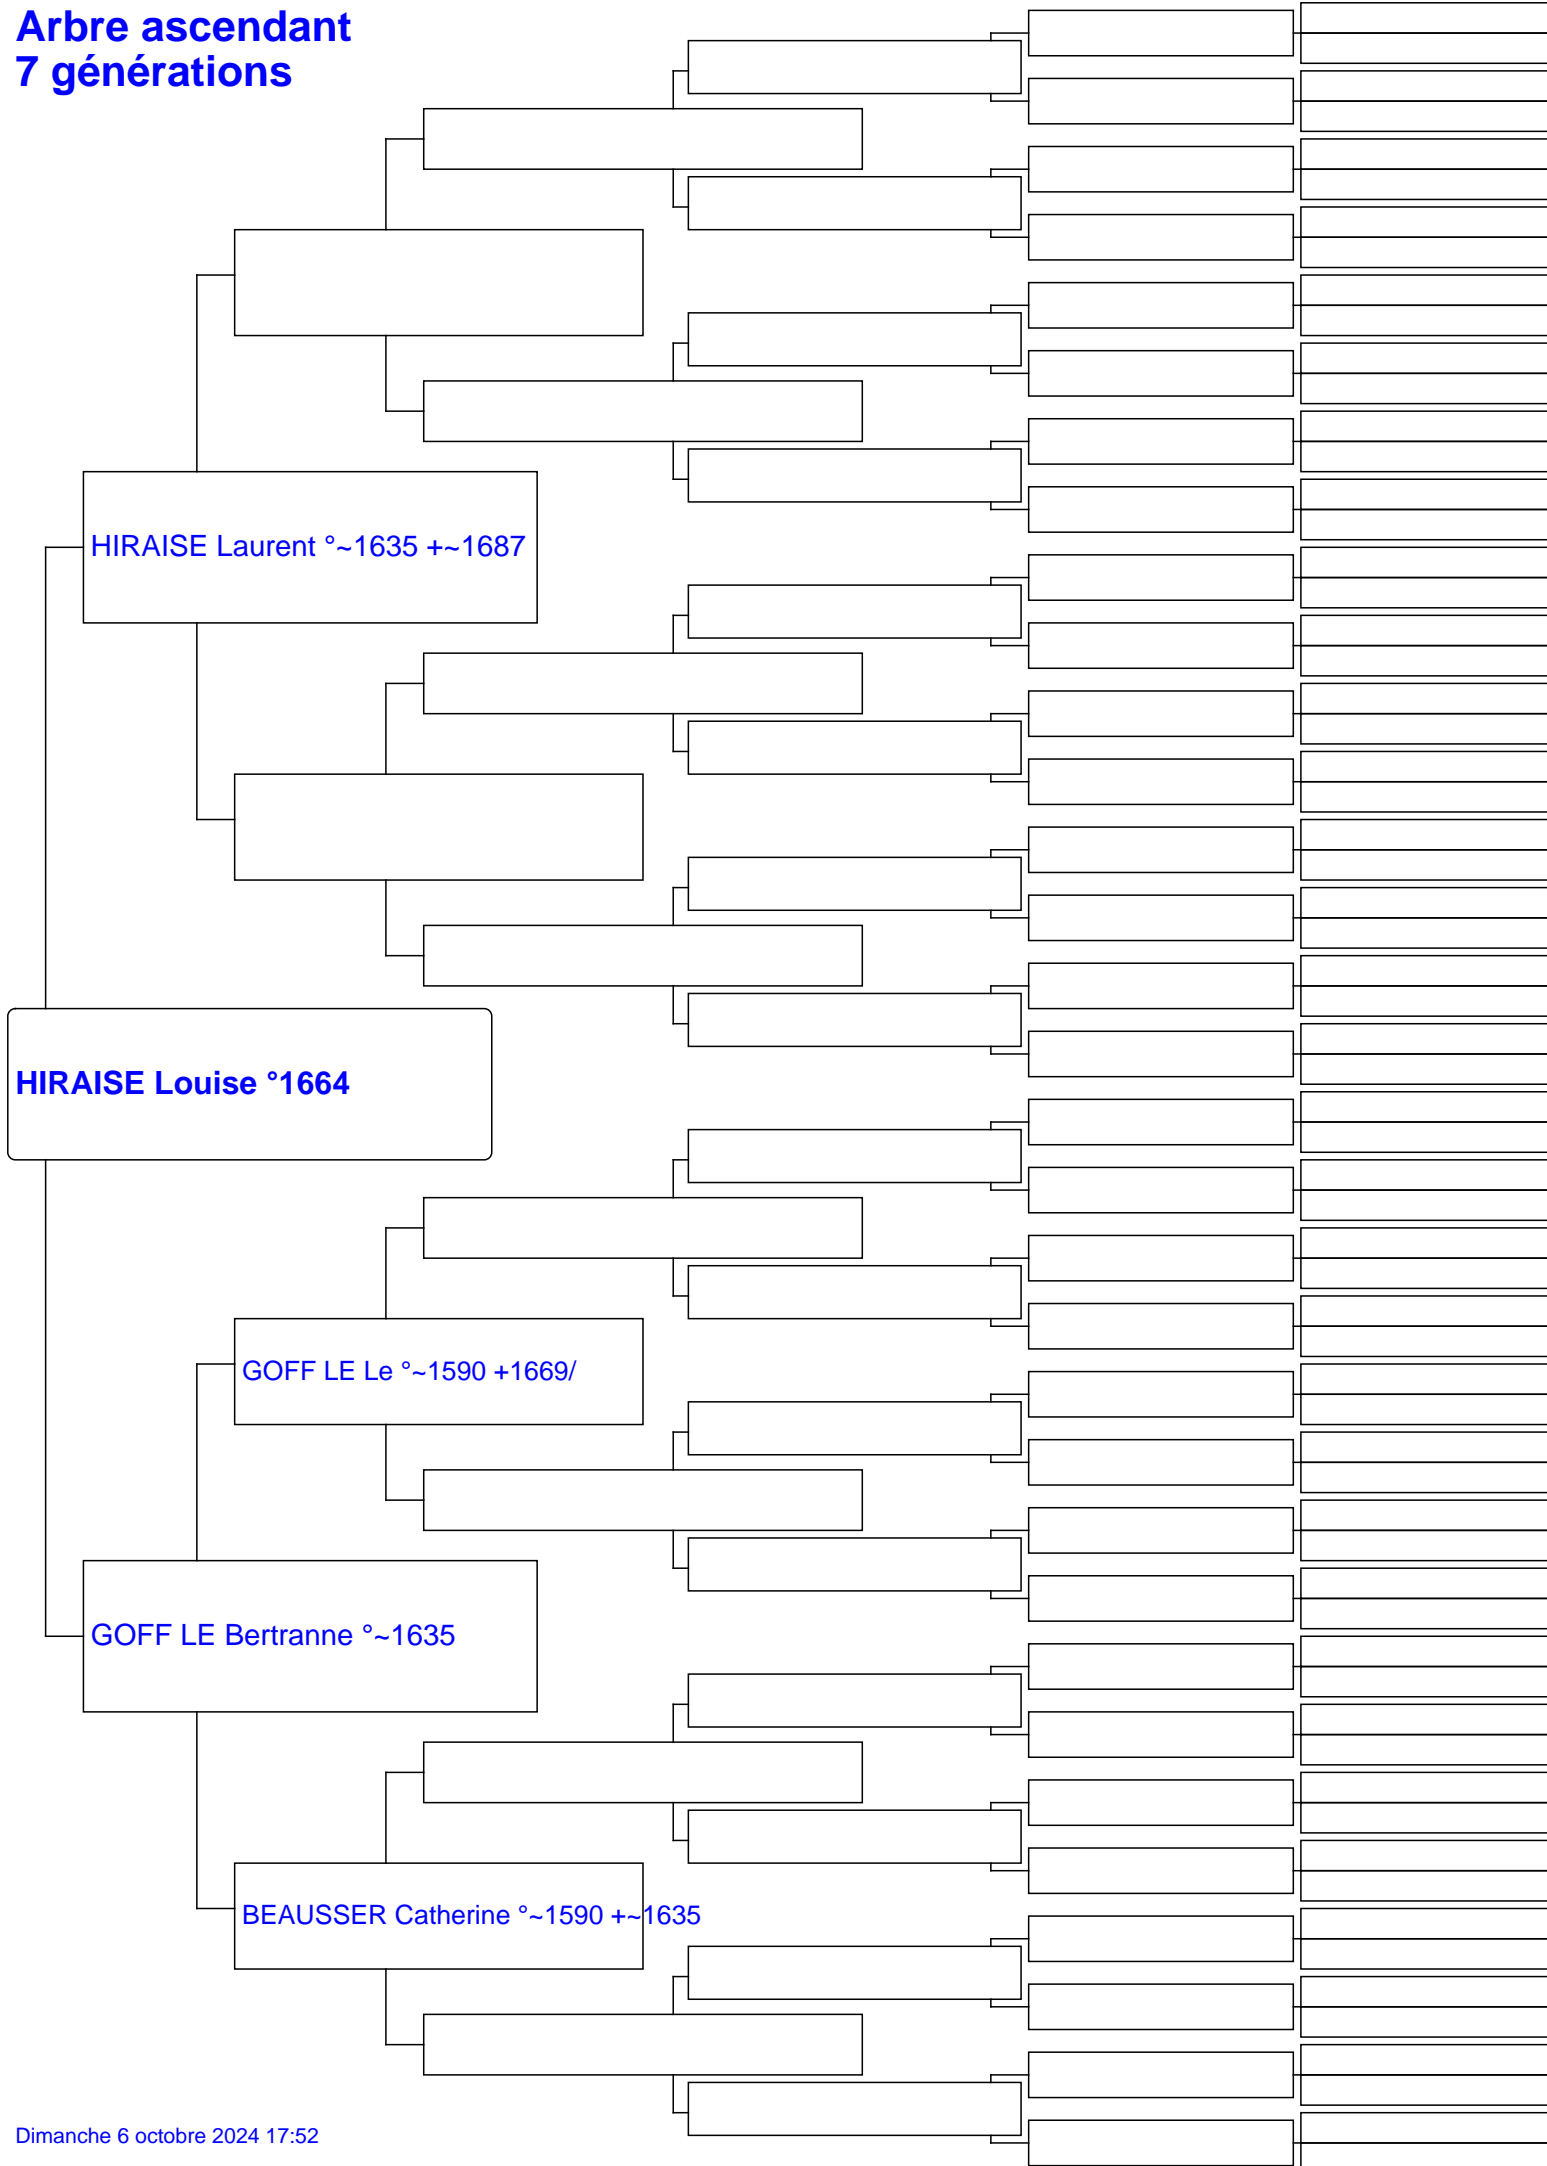 Arbre ascendant
7 générations
HIRAISE Laurent °~1635 +~1687
HIRAISE Louise °1664
GOFF LE Le °~1590 +1669/
GOFF LE Bertranne °~1635
BEAUSSER Catherine °~1590 +~1635
Dimanche 6 octobre 2024 17:52